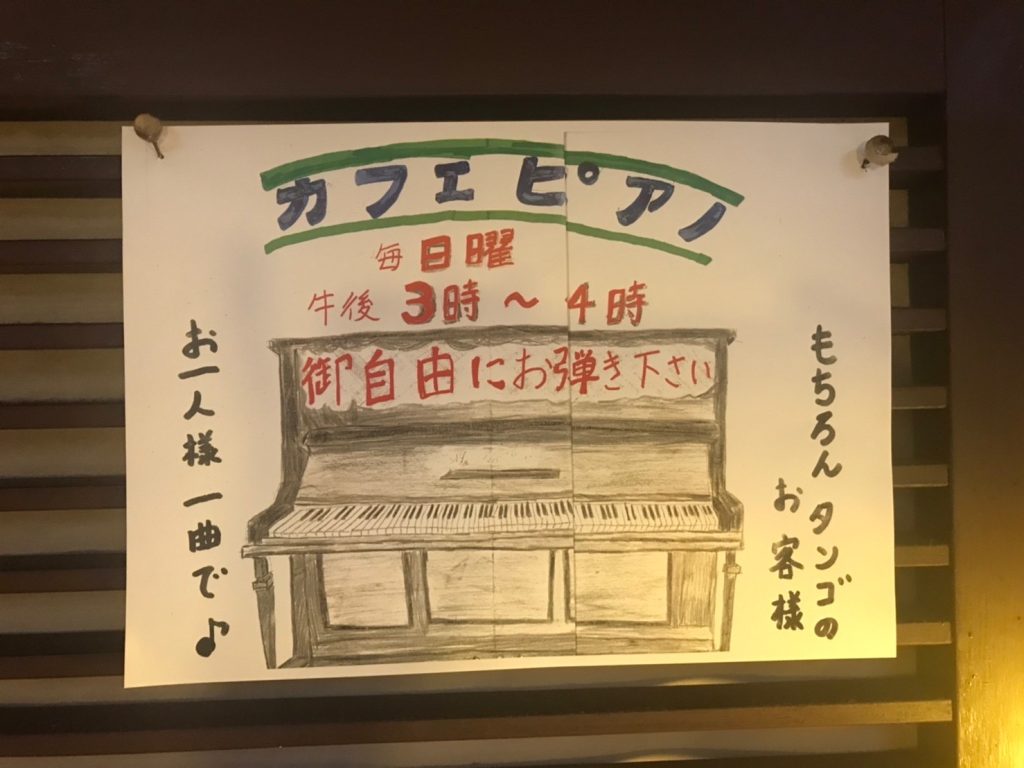 カフェピアノ
毎日曜
午後 3時～4時
御自由にお弾き下さい
もちろんタンゴの
お客様
お一人様一曲で♪